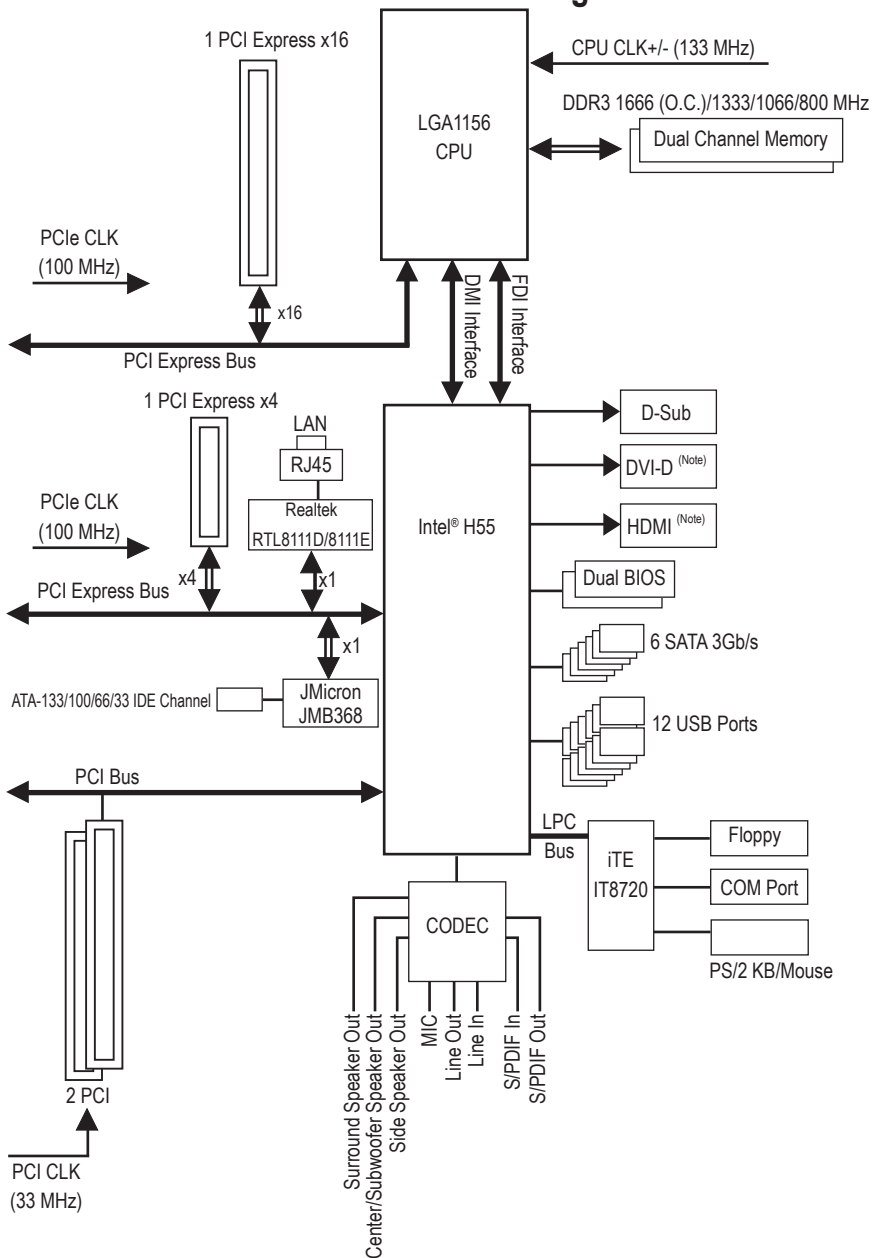 1 PCI Express x16
CPU CLK+/- (133 MHz)
DDR3 1666 (O.C.)/1333/1066/800 MHz
LGA1156
CPU
Dual Channel Memory
PCIe CLK
(100 MHz)
x16
DMI Interface
FDI Interface
PCI Express Bus
1 PCI Express x4
LAN
RJ45
D-Sub
Realtek
RTL8111D/8111E
DVI-D (Note)
PCIe CLK
(100 MHz)
Intel® H55
HDMI (Note)
x4
x1
PCI Express Bus
Dual BIOS
x1
6 SATA 3Gb/s
ATA-133/100/66/33 IDE Channel
JMicron
JMB368
12 USB Ports
PCI Bus
LPC
Bus
iTE
IT8720
Floppy
COM Port
PS/2 KB/Mouse
CODEC
Surround Speaker Out
Center/Subwoofer Speaker Out
Side Speaker Out
MIC
Line Out
Line In
S/PDIF In
S/PDIF Out
2 PCI
PCI CLK
(33 MHz)